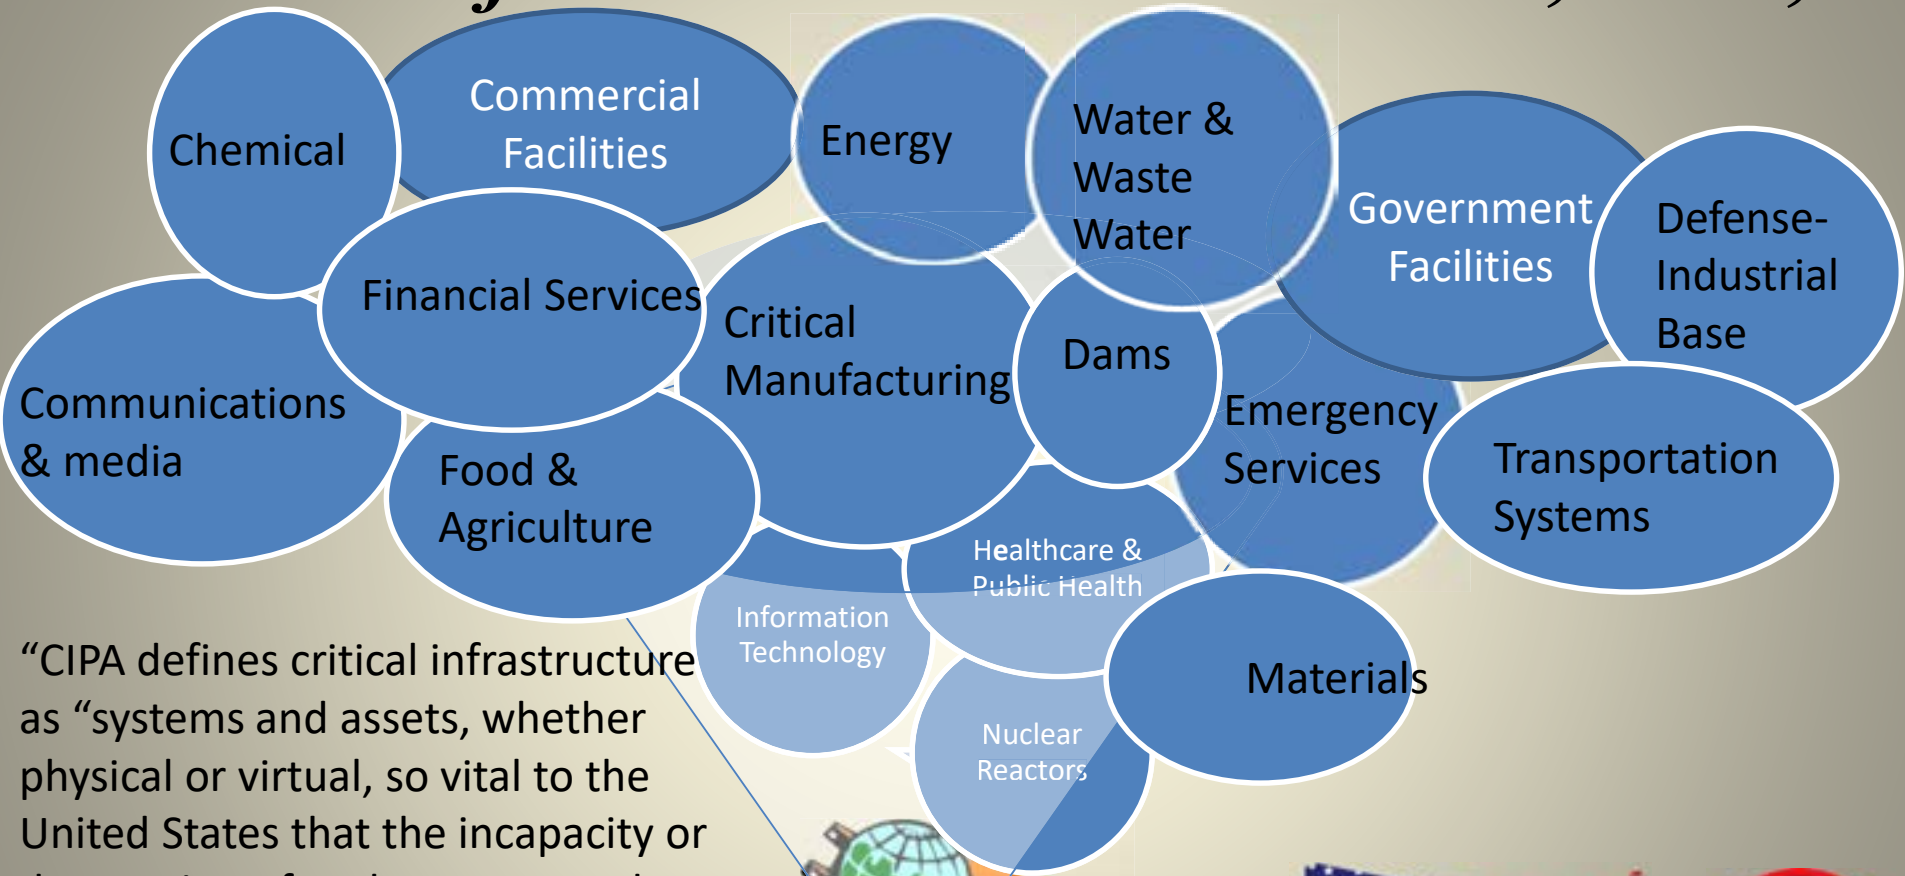 Chemical
Commercial
Facilities
Energy
Water &
Waste
Water
Government
Facilities
Defense-
Industrial
Base
Financial Services
Critical
Manufacturing
Dams
Communications
& media
Food &
Agriculture
Emergency
Services
Transportation
Systems
Healthcare &
Public Health
Information
Technology
Materials
Nuclear
Reactors
“CIPA defines critical infrastructure
as “systems and assets, whether
physical or virtual, so vital to the
United States that the incapacity or